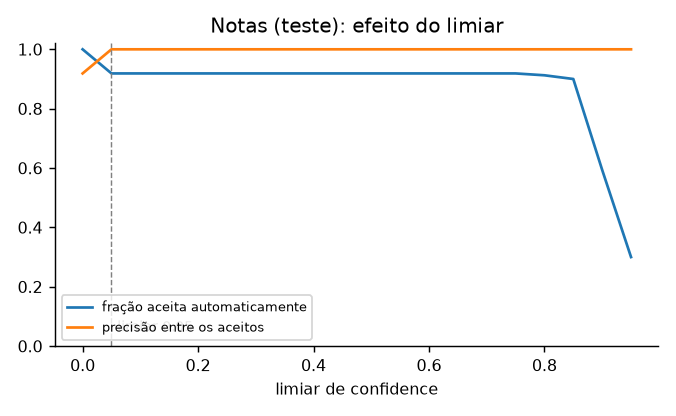 Notas (teste): efeito do limiar
1.0
0.8
0.6
0.4
0.2
0.0
fração aceita automaticamente
precisão entre os aceitos
0.0 0.2 0.4 0.6 0.8
limiar de confidence